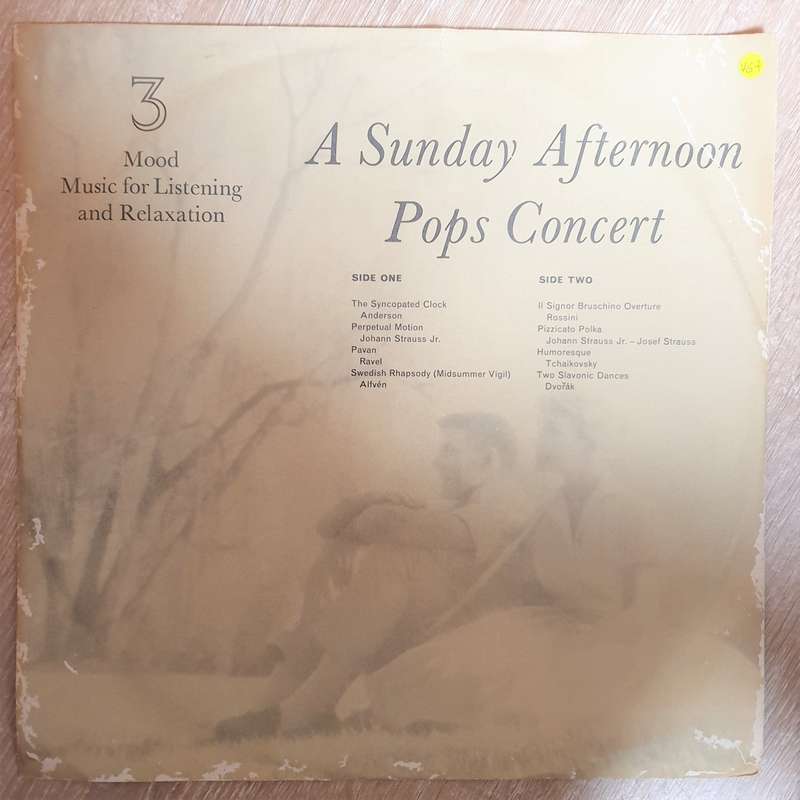 3
Mood
Music for Listening
and Relaxation
A Sunday Afternoon
Pops Concert
SIDE ONE
The Syncopated Clock
Anderson
Perpetual Motion
Johann Strauss Jr.
Pavan
Ravel
Swedish Rhapsody (Midsummer Vigil)
Alfvén
SIDE TWO
Il Signor Bruschino Overture
Rossini
Pizzicato Polka
Johann Strauss Jr. – Josef Strauss
Humoresque
Tchaikovsky
Two Slavonic Dances
Dvořák